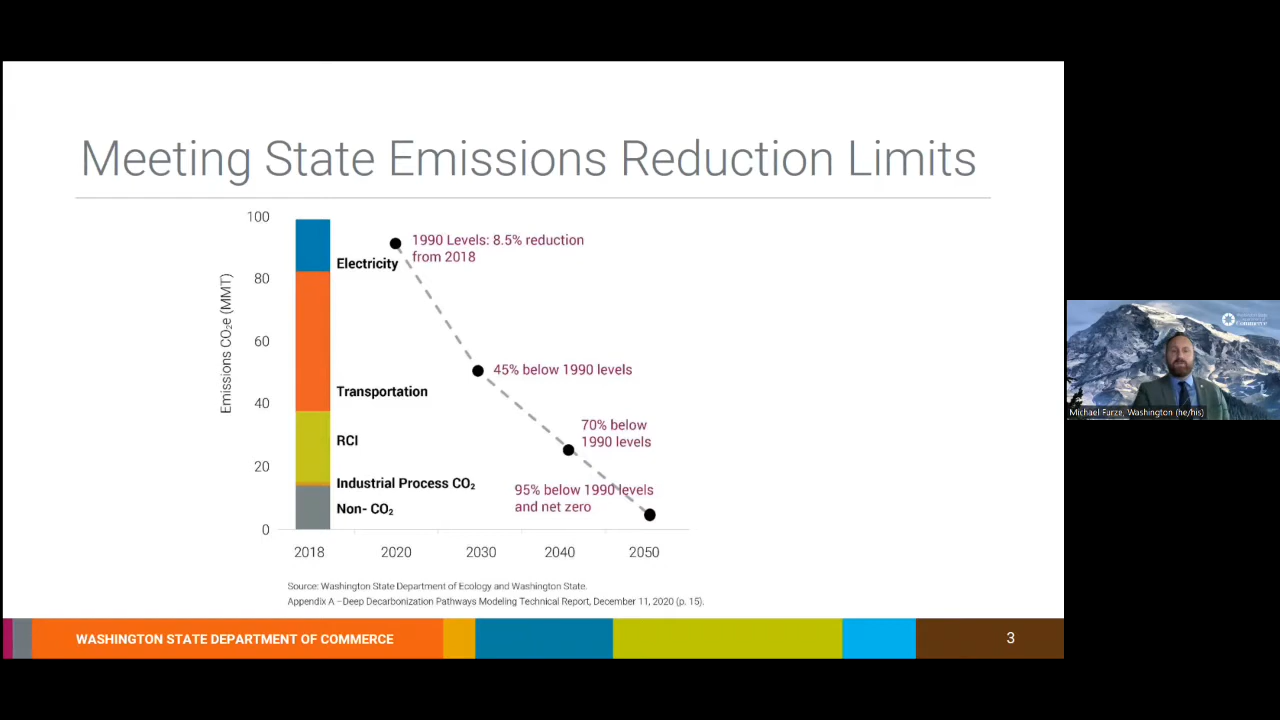 Meeting State Emissions Reduction Limits
100
80
60
40
20
0
Emissions CO₂e (MMT)
Electricity
Transportation
RCI
Industrial Process CO₂
Non- CO₂
1990 Levels: 8.5% reduction
from 2018
45% below 1990 levels
70% below
1990 levels
95% below 1990 levels
and net zero
2018 2020 2030 2040 2050
Source: Washington State Department of Ecology and Washington State.
Appendix A –Deep Decarbonization Pathways Modeling Technical Report, December 11, 2020 (p. 15).
WASHINGTON STATE DEPARTMENT OF COMMERCE
3
Commerce
Michael Furze, Washington (he/his)